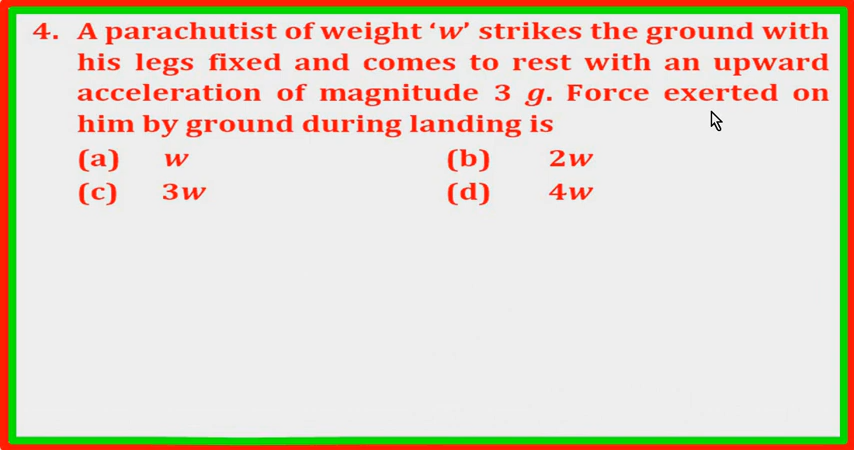 4. A parachutist of weight ‘w’ strikes the ground with
his legs fixed and comes to rest with an upward
acceleration of magnitude 3 g. Force exerted on
him by ground during landing is
(a) w (b) 2w
(c) 3w (d) 4w